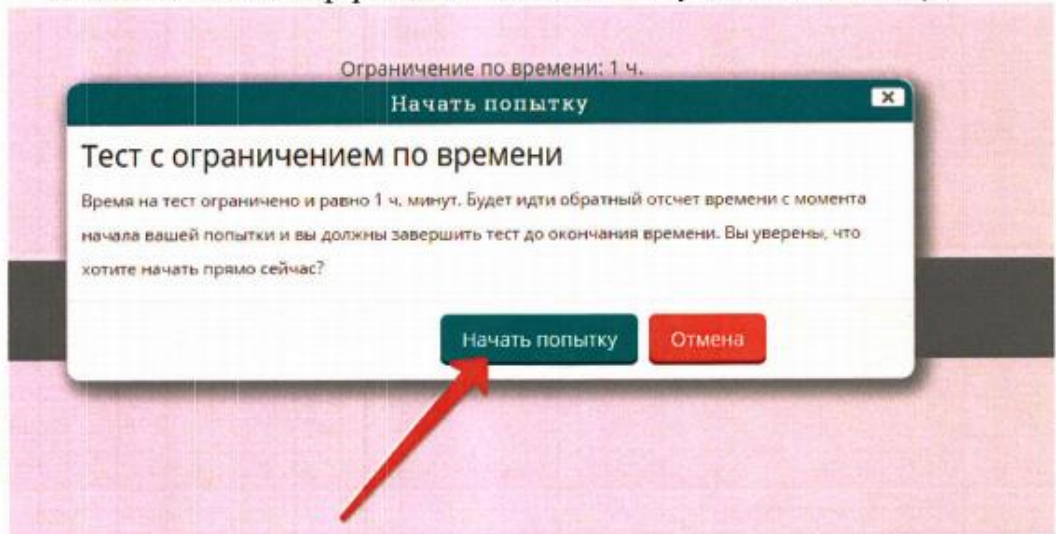 Ограничение по времени: 1 ч.
Начать попытку
Тест с ограничением по времени
Время на тест ограничено и равно 1 ч. минут. Будет идти обратный отсчет времени с момента
начала вашей попытки и вы должны завершить тест до окончания времени. Вы уверены, что
хотите начать прямо сейчас?
Начать попытку
Отмена